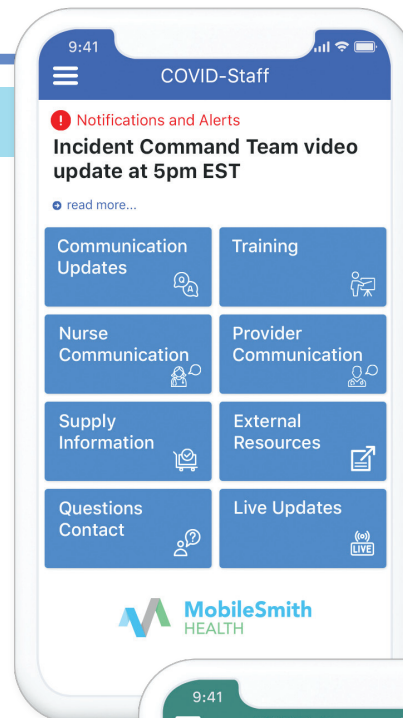 9:41
COVID-Staff
! Notifications and Alerts
Incident Command Team video
update at 5pm EST
read more...
Communication
Updates
Q
A
Training
Nurse
Communication
Provider
Communication
Supply
Information
External
Resources
Questions
Contact
?
Live Updates
LIVE
MobileSmith
HEALTH
9:41